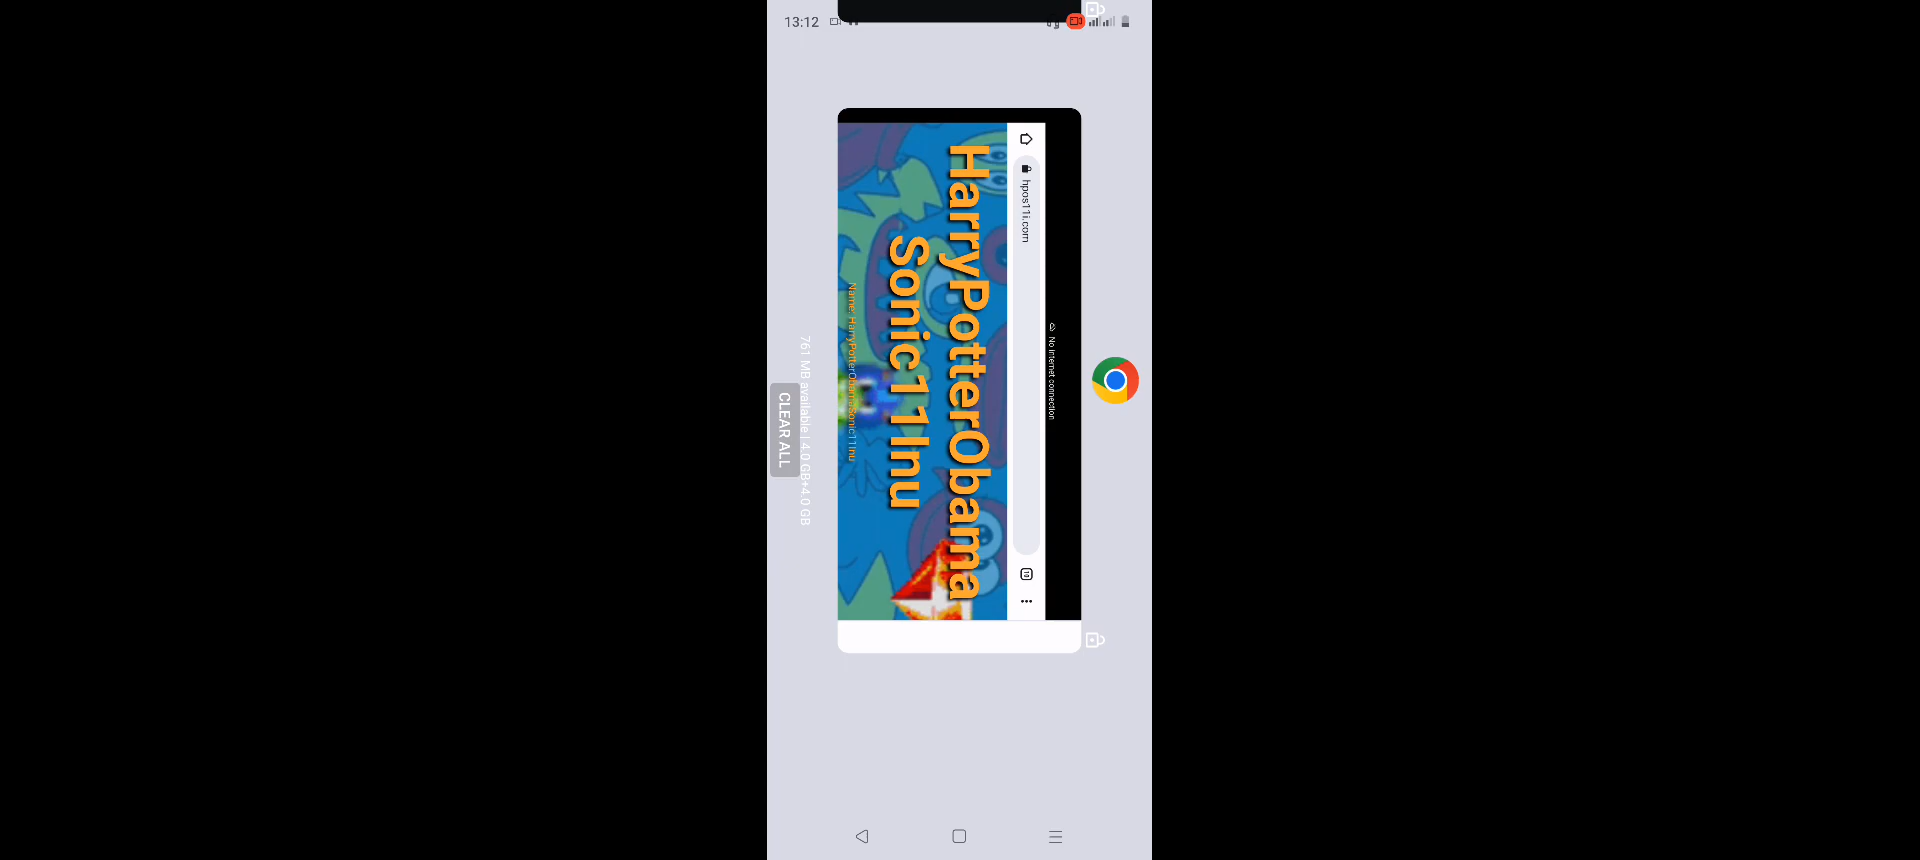 13:12
No internet connection
hpos11i.com
10
HarryPotterObama
Sonic11Inu
Name: HarryPotterObamaSonic11Inu
761 MB available | 4.0 GB+4.0 GB
CLEAR ALL